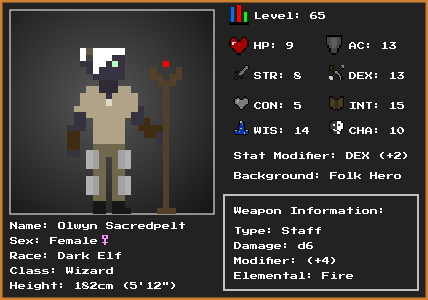 Level: 65
HP: 9
AC: 13
STR: 8
DEX: 13
CON: 5
INT: 15
WIS: 14
CHA: 10
Stat Modifier: DEX (+2)
Background: Folk Hero
Name: Olwyn Sacredpelt
Sex: Female♀
Race: Dark Elf
Class: Wizard
Height: 182cm (5'12")
Weapon Information:
Type: Staff
Damage: d6
Modifier: (+4)
Elemental: Fire